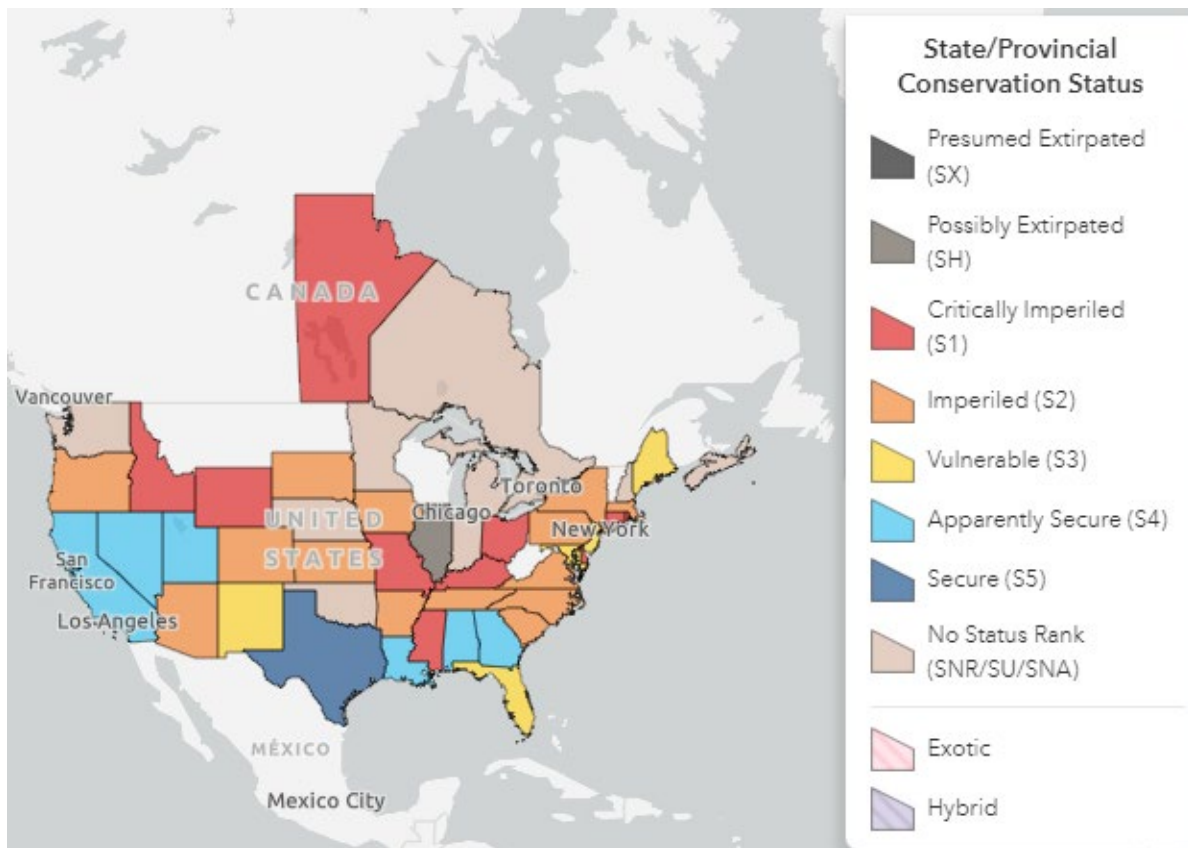 CANADA
Vancouver
Toronto
Chicago
New York
UNITED
STATES
San
Francisco
Los Angeles
MÉXICO
Mexico City
State/Provincial
Conservation Status
Presumed Extirpated
(SX)
Possibly Extirpated
(SH)
Critically Imperiled
(S1)
Imperiled (S2)
Vulnerable (S3)
Apparently Secure (S4)
Secure (S5)
No Status Rank
(SNR/SU/SNA)
Exotic
Hybrid